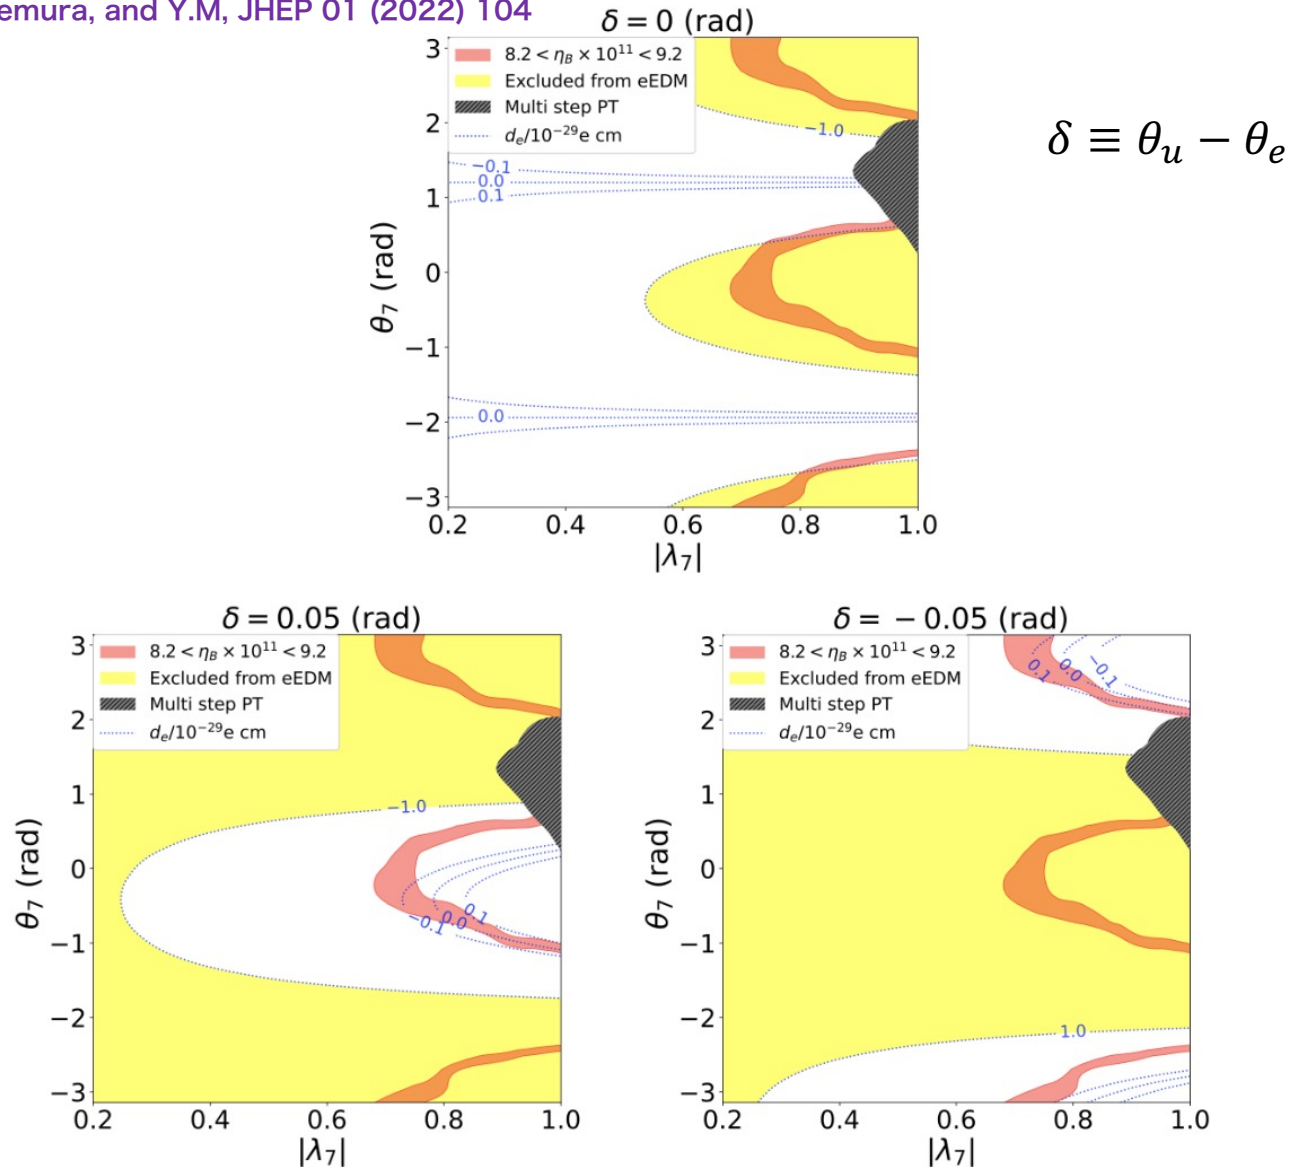 emura, and Y.M, JHEP 01 (2022) 104
δ = 0 (rad)
8.2 < η_B × 10^11 < 9.2
Excluded from eEDM
Multi step PT
d_e/10^−29 e cm
−1.0
−0.1
0.0
0.1
0.0
3
2
1
0
−1
−2
−3
θ_7 (rad)
0.2 0.4 0.6 0.8 1.0
|λ_7|
δ ≡ θ_u − θ_e
δ = 0.05 (rad)
8.2 < η_B × 10^11 < 9.2
Excluded from eEDM
Multi step PT
d_e/10^−29 e cm
−1.0
−0.1
0.0
0.1
3
2
1
0
−1
−2
−3
θ_7 (rad)
0.2 0.4 0.6 0.8 1.0
|λ_7|
δ = − 0.05 (rad)
8.2 < η_B × 10^11 < 9.2
Excluded from eEDM
Multi step PT
d_e/10^−29 e cm
0.1
0.0
−0.1
1.0
3
2
1
0
−1
−2
−3
θ_7 (rad)
0.2 0.4 0.6 0.8 1.0
|λ_7|